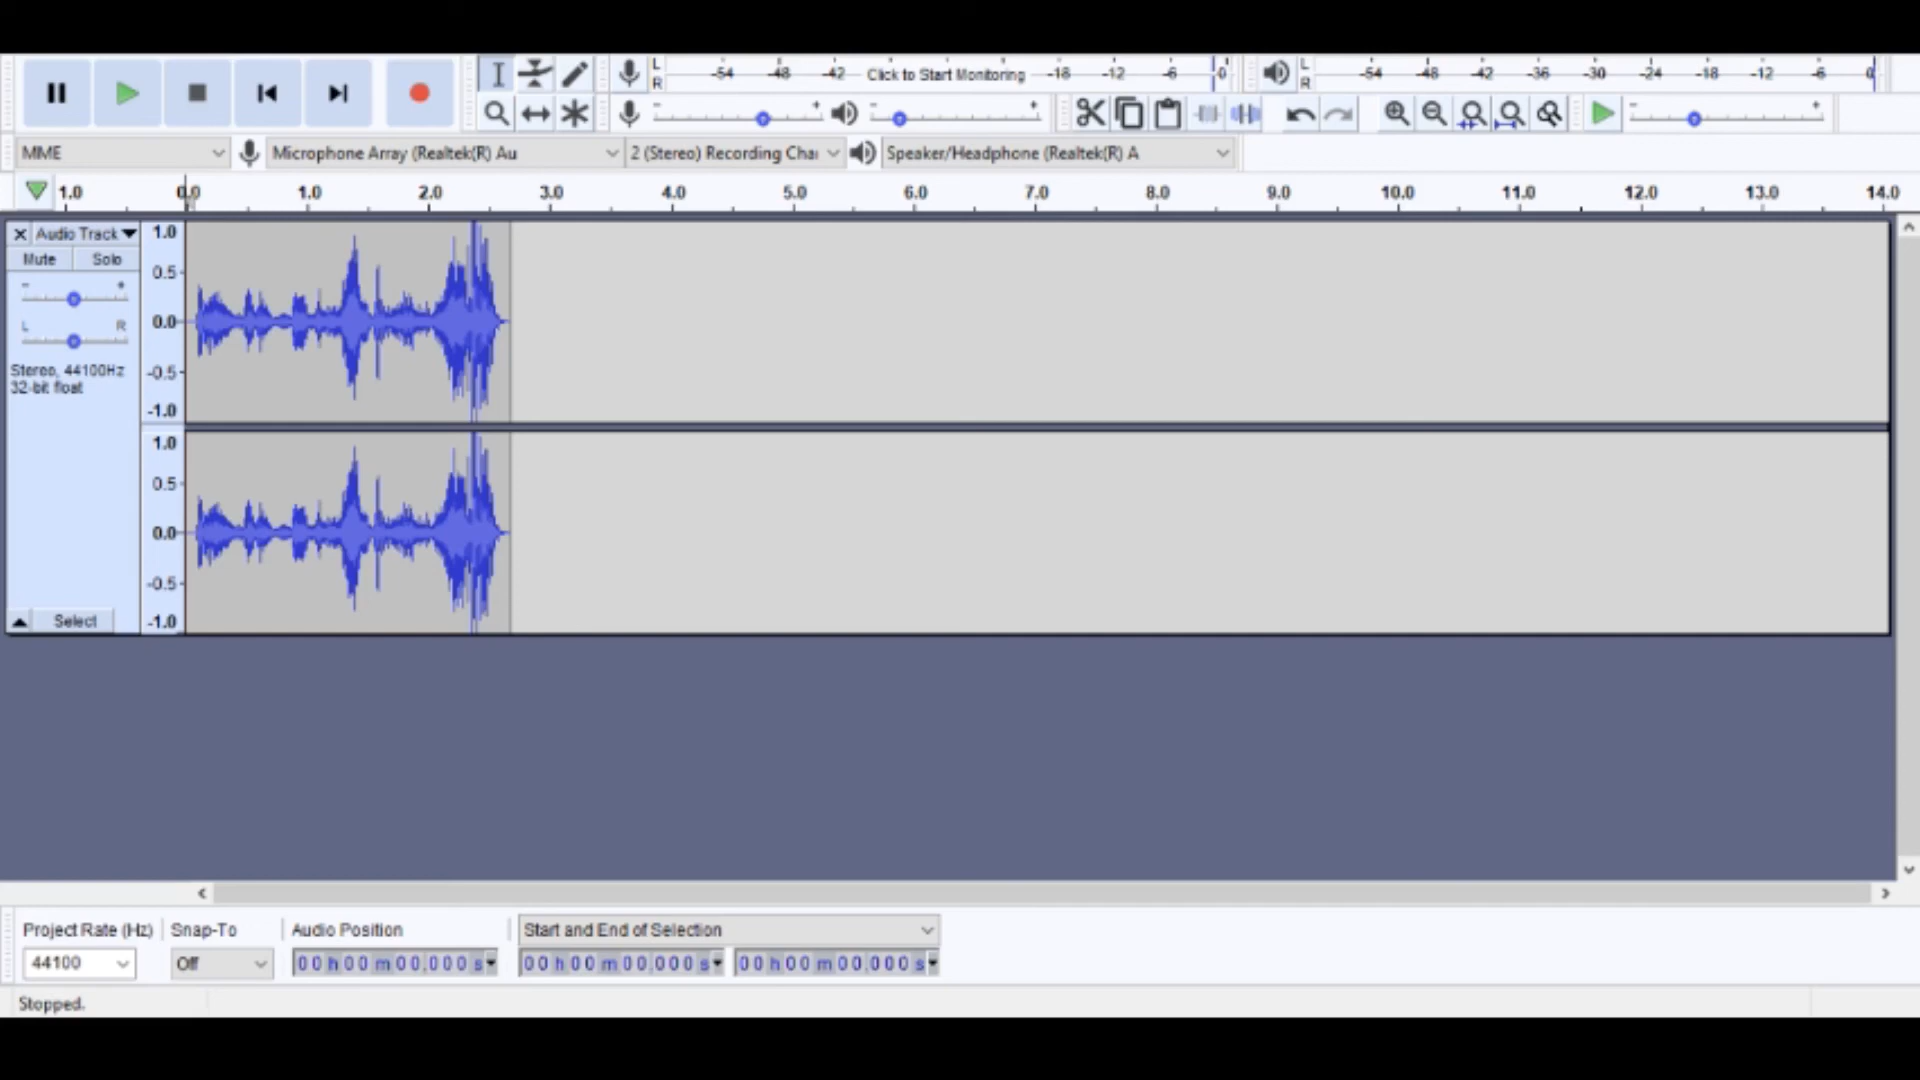 L R -54 -48 -42 Click to Start Monitoring -18 -12 -6 0 L R -54 -48 -42 -36 -30 -24 -18 -12 -6 0
- + - + - +
MME Microphone Array (Realtek(R) Au 2 (Stereo) Recording Chai Speaker/Headphone (Realtek(R) A
1.0 0.0 1.0 2.0 3.0 4.0 5.0 6.0 7.0 8.0 9.0 10.0 11.0 12.0 13.0 14.0
Audio Track
Mute Solo
- +
L R
Stereo, 44100Hz
32-bit float
Select
1.0
0.5
0.0
-0.5
-1.0
1.0
0.5
0.0
-0.5
-1.0
Project Rate (Hz) Snap-To Audio Position Start and End of Selection
44100 Off 00 h 00 m 00.000 s 00 h 00 m 00.000 s 00 h 00 m 00.000 s
Stopped.